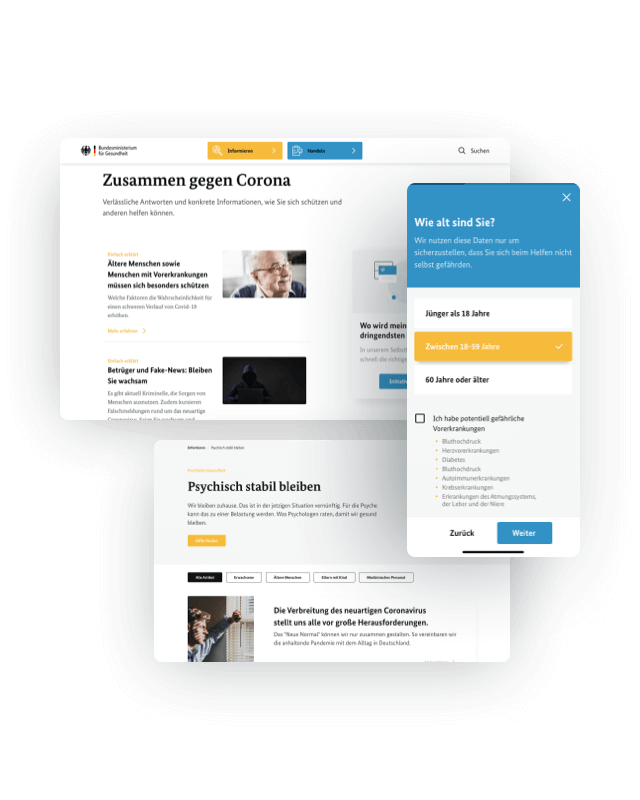 Bundesministerium
für Gesundheit
Informieren
Handeln
Suchen
Zusammen gegen Corona
Verlässliche Antworten und konkrete Informationen, wie Sie sich schützen und
anderen helfen können.
Einfach erklärt
Ältere Menschen sowie
Menschen mit Vorerkrankungen
müssen sich besonders schützen
Welche Faktoren die Wahrscheinlichkeit für
einen schweren Verlauf von Covid-19
erhöhen.
Mehr erfahren
Einfach erklärt
Betrüger und Fake-News: Bleiben
Sie wachsam
Es gibt aktuell Kriminelle, die Sorgen von
Menschen ausnutzen. Zudem kursieren
Falschmeldungen rund um das neuartige
Wo wird mein
dringendsten
In unserem Selbst
schnell die richtige
Initiativ
Wie alt sind Sie?
Wir nutzen diese Daten nur um
sicherzustellen, dass Sie sich beim Helfen nicht
selbst gefährden.
Jünger als 18 Jahre
Zwischen 18-59 Jahre
60 Jahre oder älter
Ich habe potentiell gefährliche
Vorerkrankungen
Bluthochdruck
Herzvorerkrankungen
Diabetes
Bluthochdruck
Autoimmunerkrankungen
Krebserkrankungen
Erkrankungen des Atmungssystems,
der Leber und der Niere
Zurück
Weiter
Informieren Psychisch stabil bleiben
Psychische Gesundheit
Psychisch stabil bleiben
Wir bleiben zuhause. Das ist in der jetzigen Situation vernünftig. Für die Psyche
kann das zu einer Belastung werden. Was Psychologen raten, damit wir gesund
bleiben.
Hilfe finden
Alle Artikel
Erwachsene
Ältere Menschen
Eltern mit Kind
Medizinisches Personal
Die Verbreitung des neuartigen Coronavirus
stellt uns alle vor große Herausforderungen.
Das "Neue Normal" können wir nur zusammen gestalten. So vereinbaren wir
die anhaltende Pandemie mit dem Alltag in Deutschland.